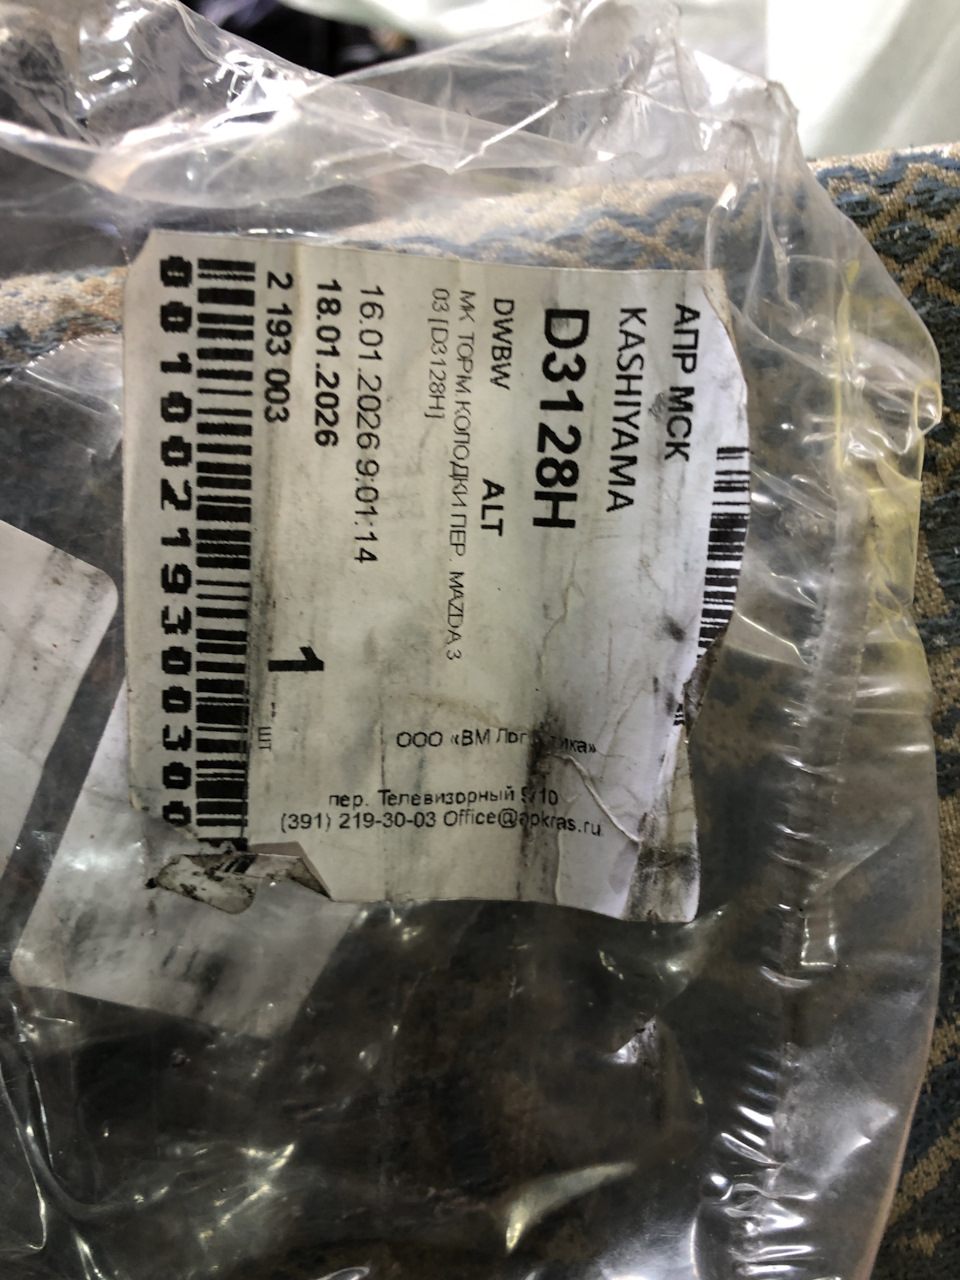 АПР МСК
KASHIYAMA
D3128H
DWBW ALT
МК ТОРМ.КОЛОДКИ ПЕР. MAZDA 3
03 [D3128H]
16.01.2026 9:01:14
18.01.2026
2 193 003
1
шт
00100219300300
ООО «ВМ Логистика»
пер. Телевизорный 5/10
(391) 219-30-03 Office@apkras.ru